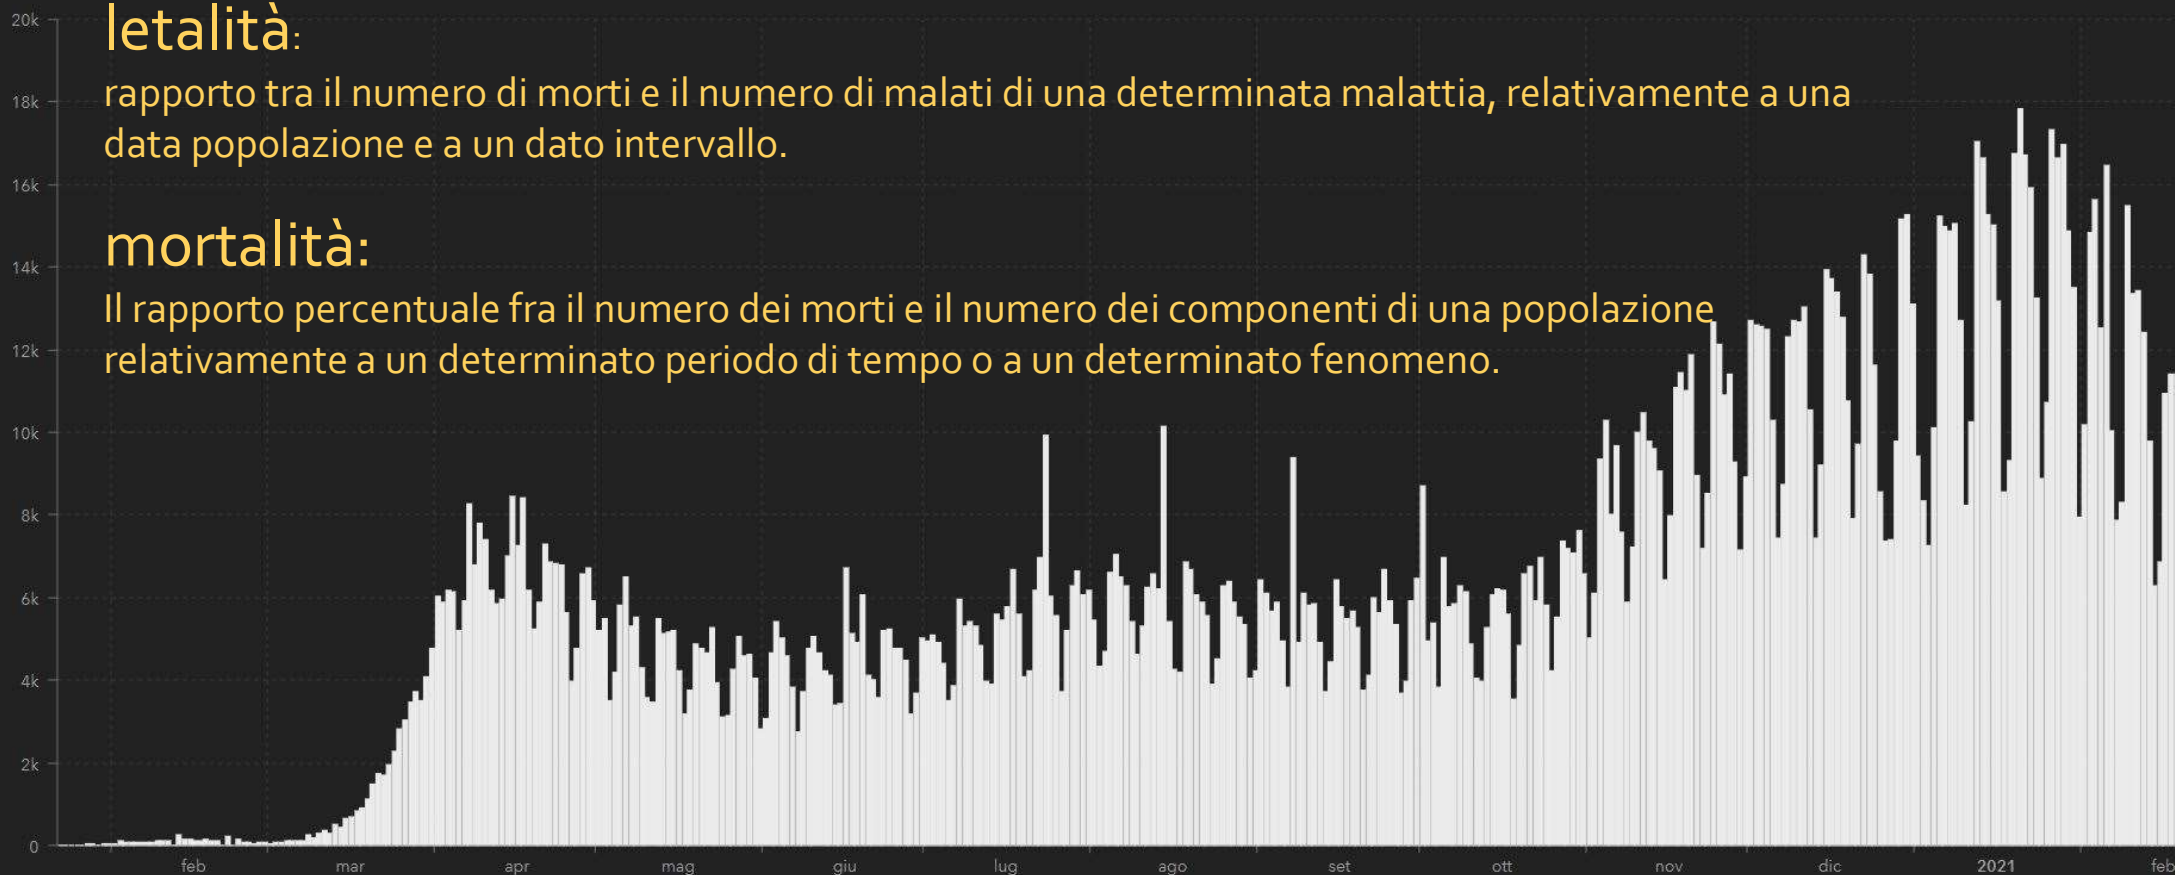 letalità:
rapporto tra il numero di morti e il numero di malati di una determinata malattia, relativamente a una
data popolazione e a un dato intervallo.
mortalità:
Il rapporto percentuale fra il numero dei morti e il numero dei componenti di una popolazione
relativamente a un determinato periodo di tempo o a un determinato fenomeno.
20k
18k
16k
14k
12k
10k
8k
6k
4k
2k
0
feb mar apr mag giu lug ago set ott nov dic 2021 feb